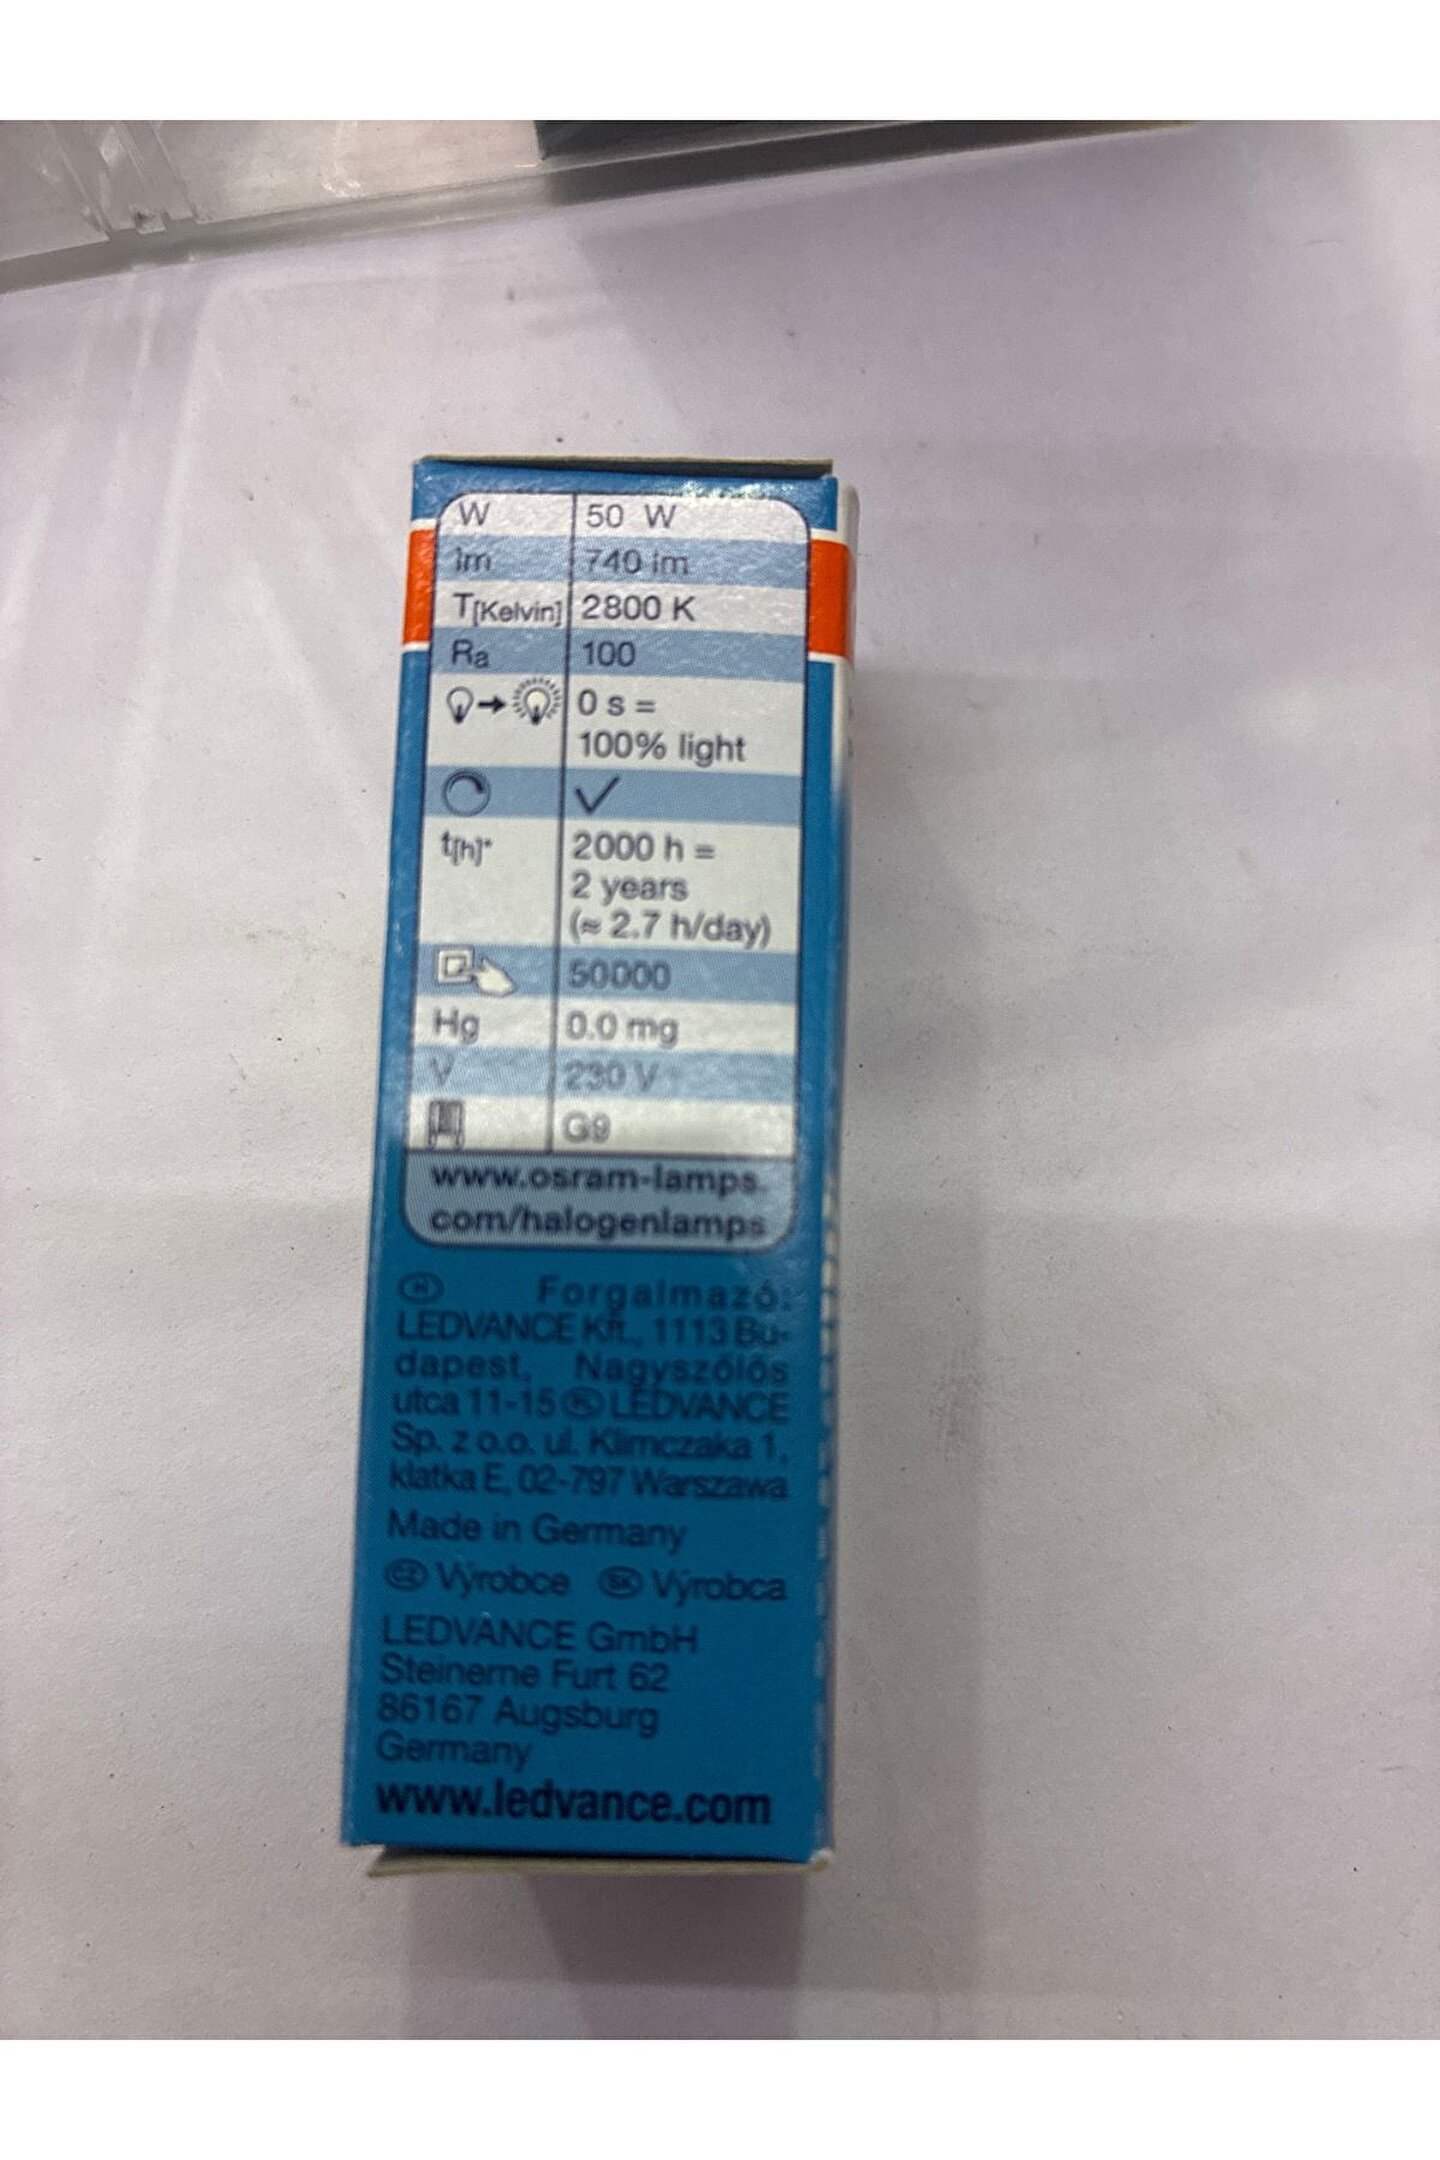 W 50 W
lm 740 lm
T[Kelvin] 2800 K
Ra 100
0 s =
100% light
t[h]* 2000 h =
2 years
(≈ 2.7 h/day)
50000
Hg 0.0 mg
V 230 V
G9
www.osram-lamps.
com/halogenlamps
H Forgalmazó:
LEDVANCE Kft., 1113 Bu-
dapest, Nagyszőlős
utca 11-15 PL LEDVANCE
Sp. z o.o. ul. Klimczaka 1,
klatka E, 02-797 Warszawa
Made in Germany
CZ Výrobce SK Výrobca
LEDVANCE GmbH
Steinerne Furt 62
86167 Augsburg
Germany
www.ledvance.com